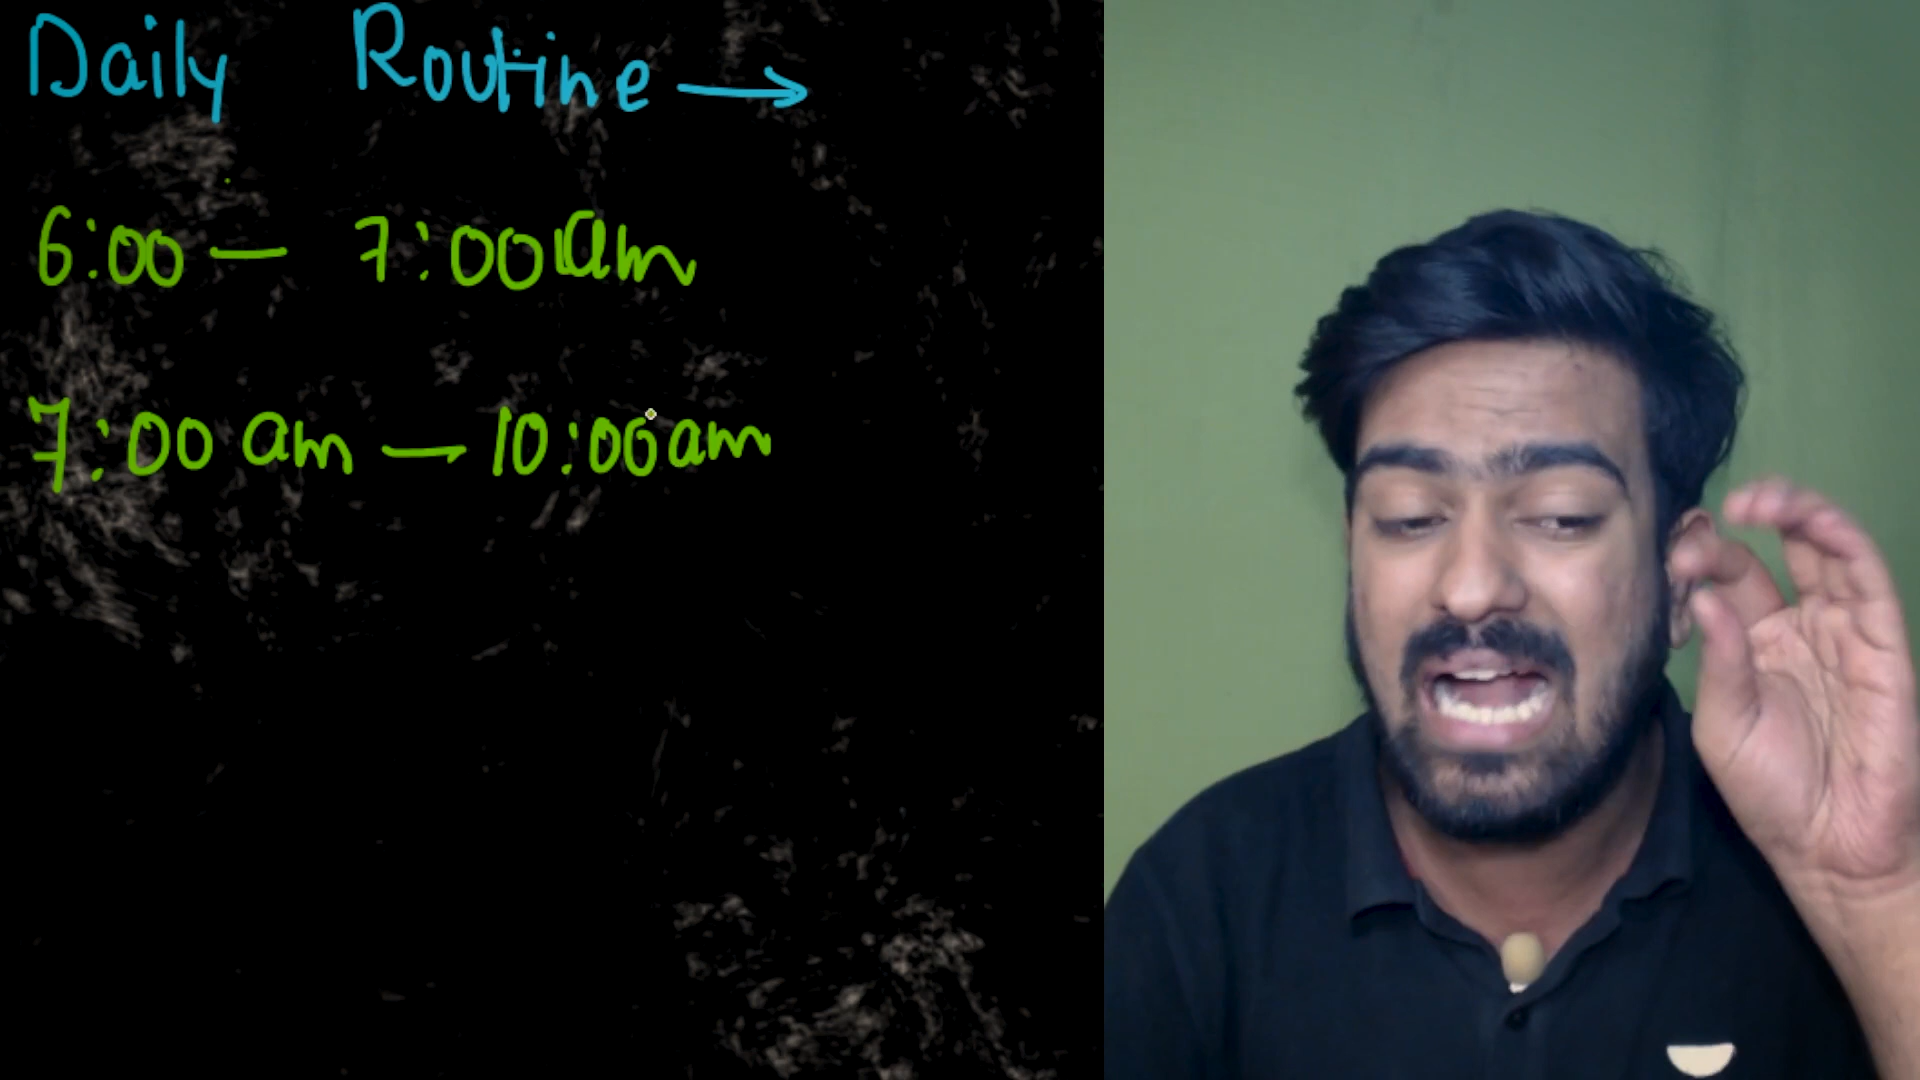 Daily Routine →
6:00 — 7:00am
7:00 am — 10:00am